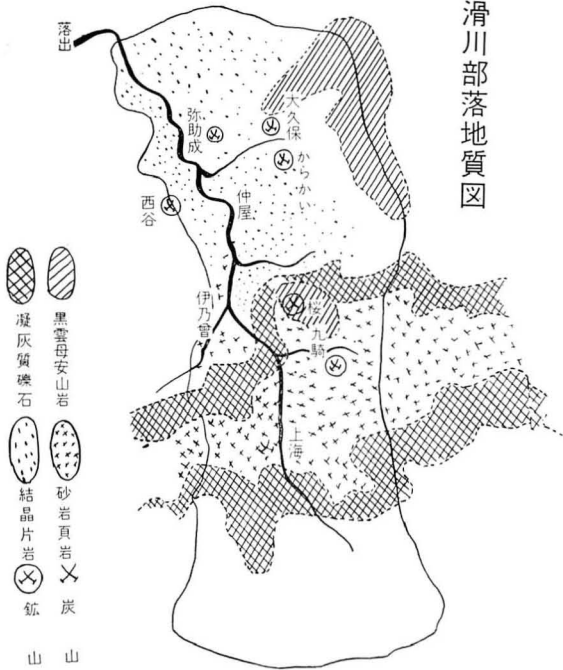 滑川部落地質図
落出
大久保
弥助成
からかい
仲屋
西谷
伊乃曾
桜
九騎
上海
黒雲母安山岩
凝灰質礫石
砂岩頁岩
結晶片岩
炭山
鉱山